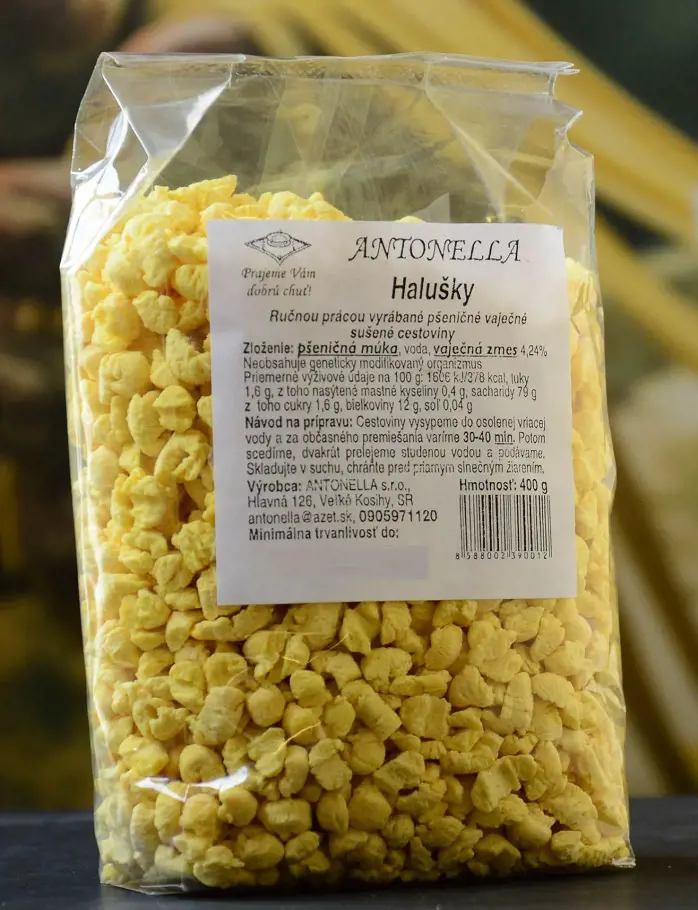 ANTONELLA
Prajeme Vám
dobrú chuť!
Halušky
Ručnou prácou vyrábané pšeničné vaječné
sušené cestoviny
Zloženie: pšeničná múka, voda, vaječná zmes 4,24%
Neobsahuje geneticky modifikovaný organizmus
Priemerné výživové údaje na 100 g: kJ/378 kcal, tuky
1,6 g, z toho nasýtené mastné kyseliny 0,4 g, sacharidy 79 g
z toho cukry 1,6 g, bielkoviny 12 g, soľ 0,04 g
Návod na prípravu: Cestoviny vysypeme do osolenej vriacej
vody a za občasného premiešania varíme 30-40 min. Potom
scedíme, dvakrát prelejeme studenou vodou a podávame.
Skladujte v suchu, chráňte pred priamym slnečným žiarením.
Výrobca: ANTONELLA s.r.o.,
Hlavná 126, Veľké Kosihy, SR
antonella@azet.sk, 0905971120
Minimálna trvanlivosť do:
Hmotnosť: 400 g
8 588002 390012